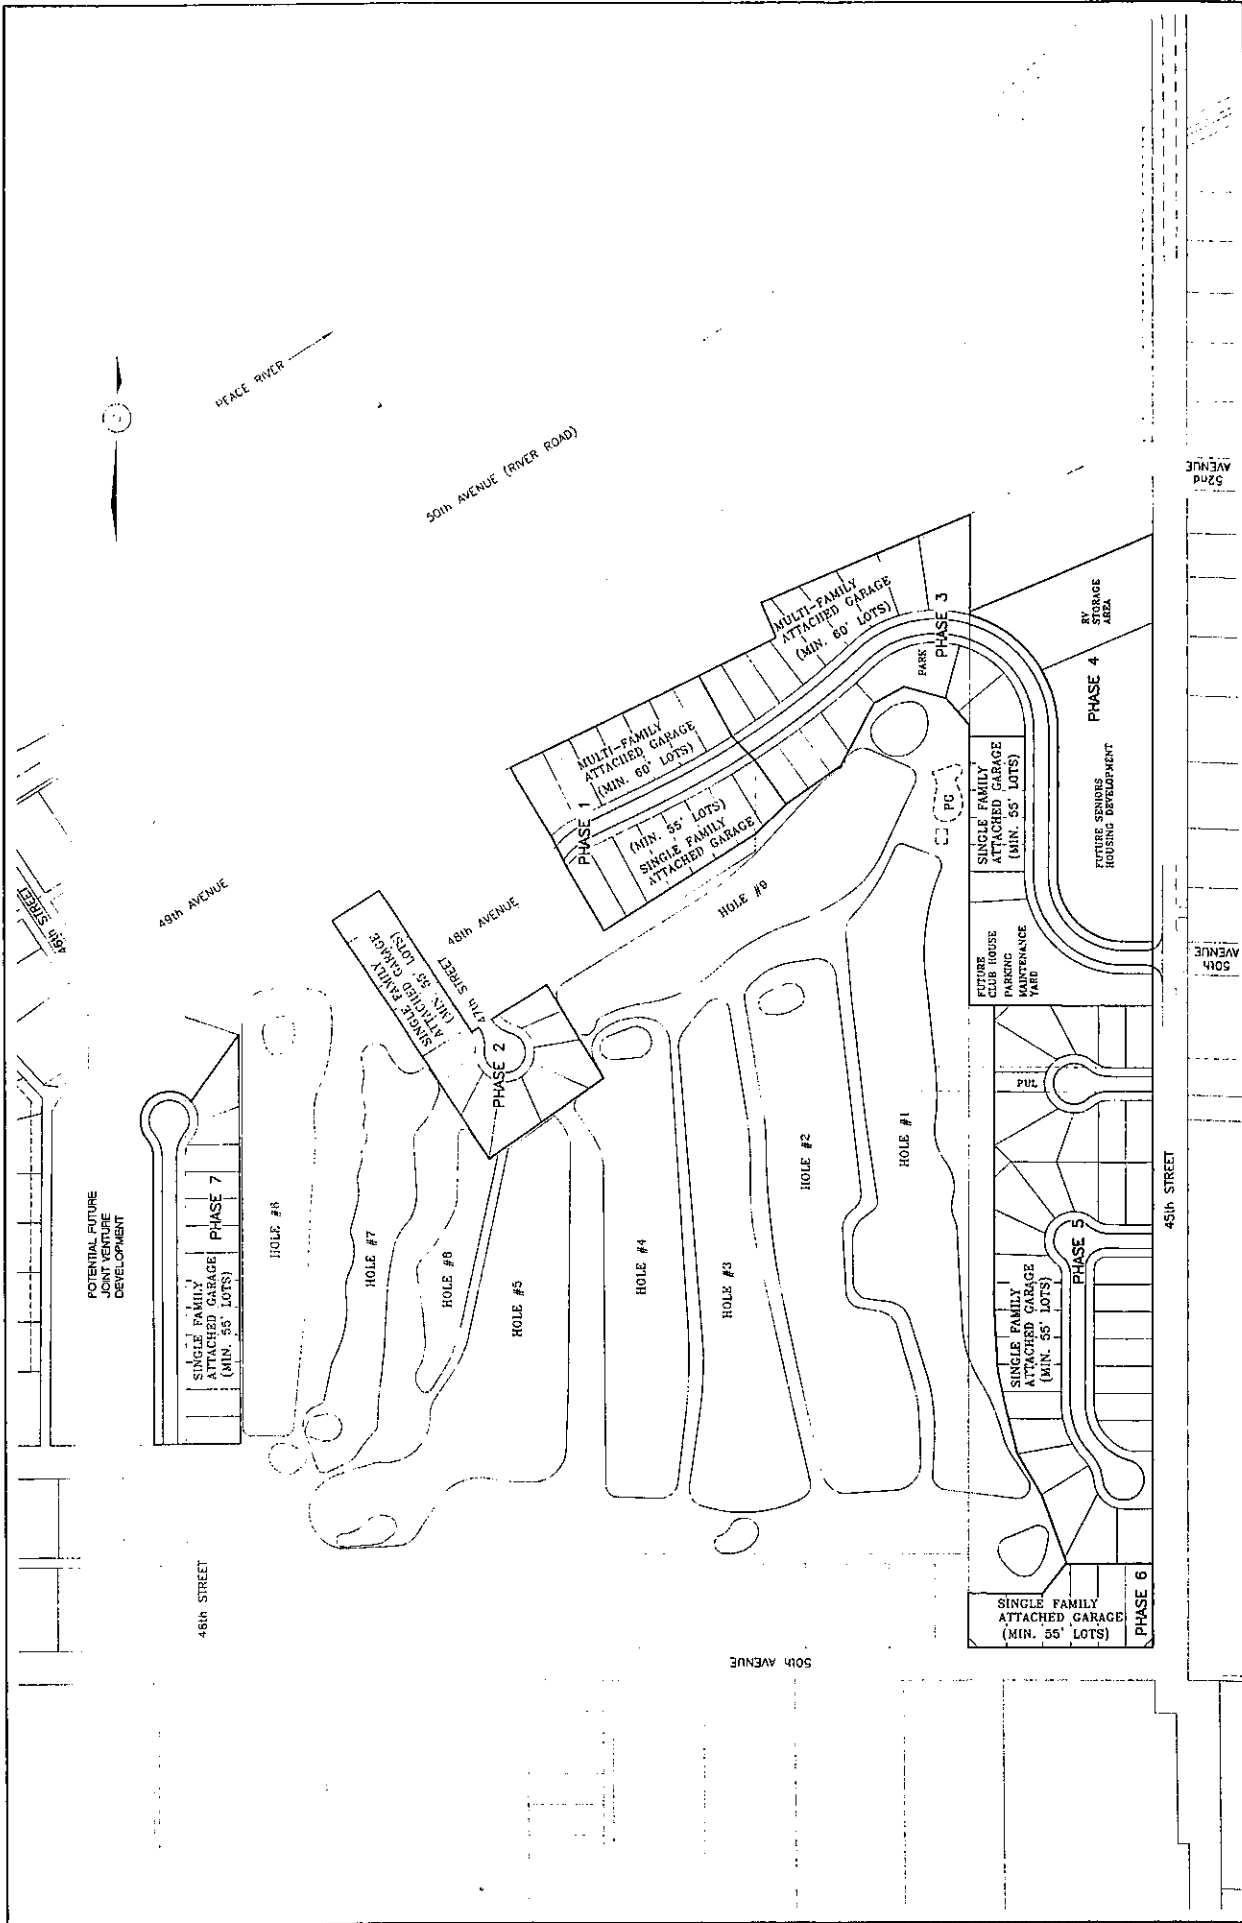 PEACE RIVER
50th AVENUE (RIVER ROAD)
52nd
AVENUE
46th STREET
49th AVENUE
48th AVENUE
47th STREET
POTENTIAL FUTURE
JOINT VENTURE
DEVELOPMENT
PHASE 7
SINGLE FAMILY
ATTACHED GARAGE
(MIN. 55' LOTS)
SINGLE FAMILY
ATTACHED GARAGE
(MIN. 55' LOTS)
PHASE 2
PHASE 1
MULTI-FAMILY
ATTACHED GARAGE
(MIN. 60' LOTS)
(MIN. 55' LOTS)
SINGLE FAMILY
ATTACHED GARAGE
MULTI-FAMILY
ATTACHED GARAGE
(MIN. 60' LOTS)
PHASE 3
PARK
RV
STORAGE
AREA
PHASE 4
FUTURE SENIORS
HOUSING DEVELOPMENT
SINGLE FAMILY
ATTACHED GARAGE
(MIN. 55' LOTS)
PG
FUTURE
CLUB HOUSE
PARKING
MAINTENANCE
YARD
50th
AVENUE
PUL
HOLE #9
HOLE #6
HOLE #7
HOLE #8
HOLE #5
HOLE #4
HOLE #3
HOLE #2
HOLE #1
PHASE 5
SINGLE FAMILY
ATTACHED GARAGE
(MIN. 55' LOTS)
45th STREET
46th STREET
50th AVENUE
SINGLE FAMILY
ATTACHED GARAGE
(MIN. 55' LOTS)
PHASE 6